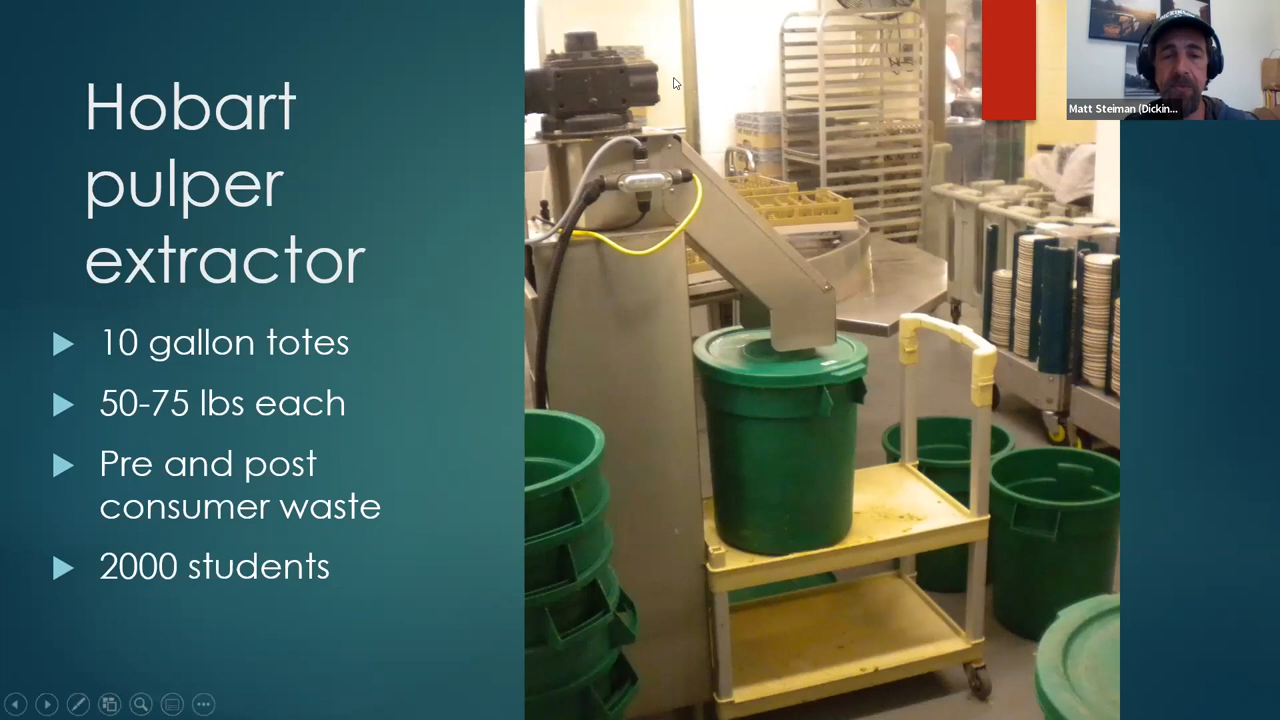 Hobart
pulper
extractor
10 gallon totes
50-75 lbs each
Pre and post
consumer waste
2000 students
Matt Steiman (Dickin...